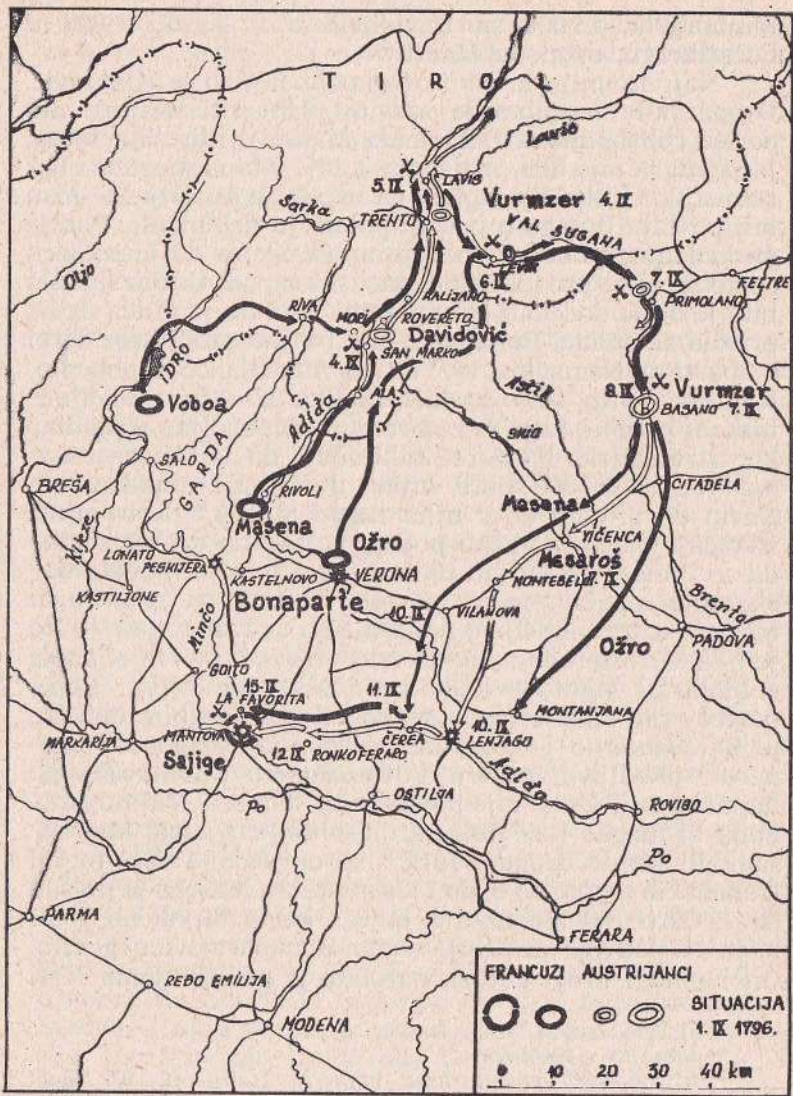 TIROL
Laviš
5.IX
LAVIS
Vurmzer 4.IX
TRENTO
VAL SUGANA
Sarka
Oljo
6.IX
7.IX
FELTRE
PRIMOLANO
RIVA
MORI
KALIJANO
ROVERETO
Davidović
4.IX
SAN MARKO
IDRO
Voboa
Adiđa
ALA
Astik
SKIO
8.IX
Vurmzer
BASANO 7.IX
SALO
GARDA
BREŠA
RIVOLI
Masena
CITADELA
Masena
Kjeze
Ožro
VIČENCA
LONATO
PESKIJERA
KASTELNOVO
VERONA
Mesaroš
MONTEBELO
KASTILJONE
Bonaparte
Minčo
10.IX
VILANOVA
Brenta
PADOVA
Ožro
GOITO
15.IX
LA FAVORITA
11.IX
MONTANJANA
MARKARIJA
MANTOVA
Sajige
12.IX
RONKOFERARO
ČEREA
10.IX
LENJAGO
Adiđa
Po
OSTILJA
ROVIGO
Po
PARMA
FERARA
REĐO EMILIJA
MODENA
FRANCUZI AUSTRIJANCI
SITUACIJA
1. IX 1796.
0 10 20 30 40 km